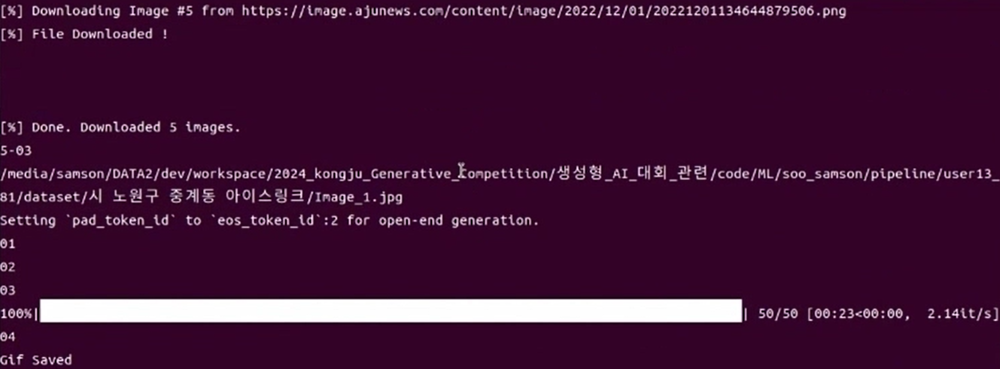 [%] Downloading Image #5 from https://image.ajunews.com/content/image/2022/12/01/20221201134644879506.png
[%] File Downloaded !
[%] Done. Downloaded 5 images.
5-03
/media/samson/DATA2/dev/workspace/2024_kongju_Generative_Competition/생성형_AI_대회_관련/code/ML/soo_samson/pipeline/user13_
81/dataset/시 노원구 중계동 아이스링크/Image_1.jpg
Setting `pad_token_id` to `eos_token_id`:2 for open-end generation.
01
02
03
100%| | 50/50 [00:23<00:00, 2.14it/s]
04
Gif Saved